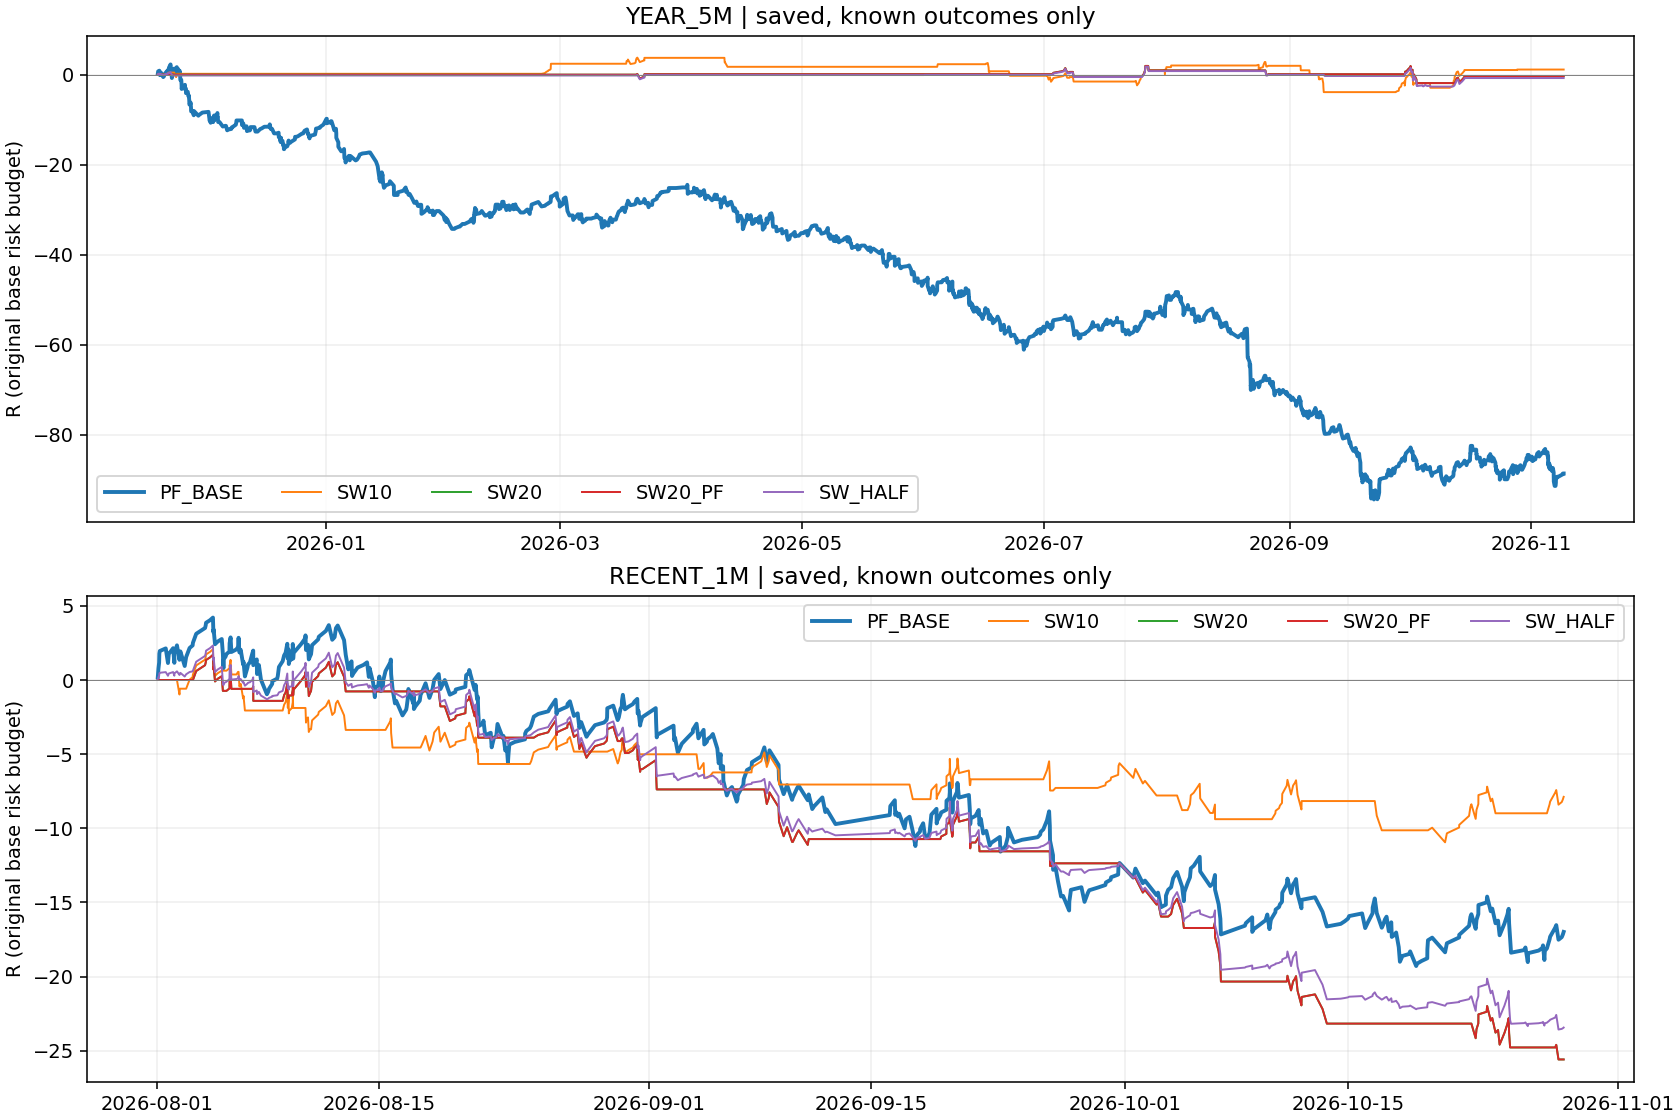 YEAR_5M | saved, known outcomes only
R (original base risk budget)
0
−20
−40
−60
−80
PF_BASE SW10 SW20 SW20_PF SW_HALF
2026-01 2026-03 2026-05 2026-07 2026-09 2026-11
RECENT_1M | saved, known outcomes only
R (original base risk budget)
5
0
−5
−10
−15
−20
−25
PF_BASE SW10 SW20 SW20_PF SW_HALF
2026-08-01 2026-08-15 2026-09-01 2026-09-15 2026-10-01 2026-10-15 2026-11-01